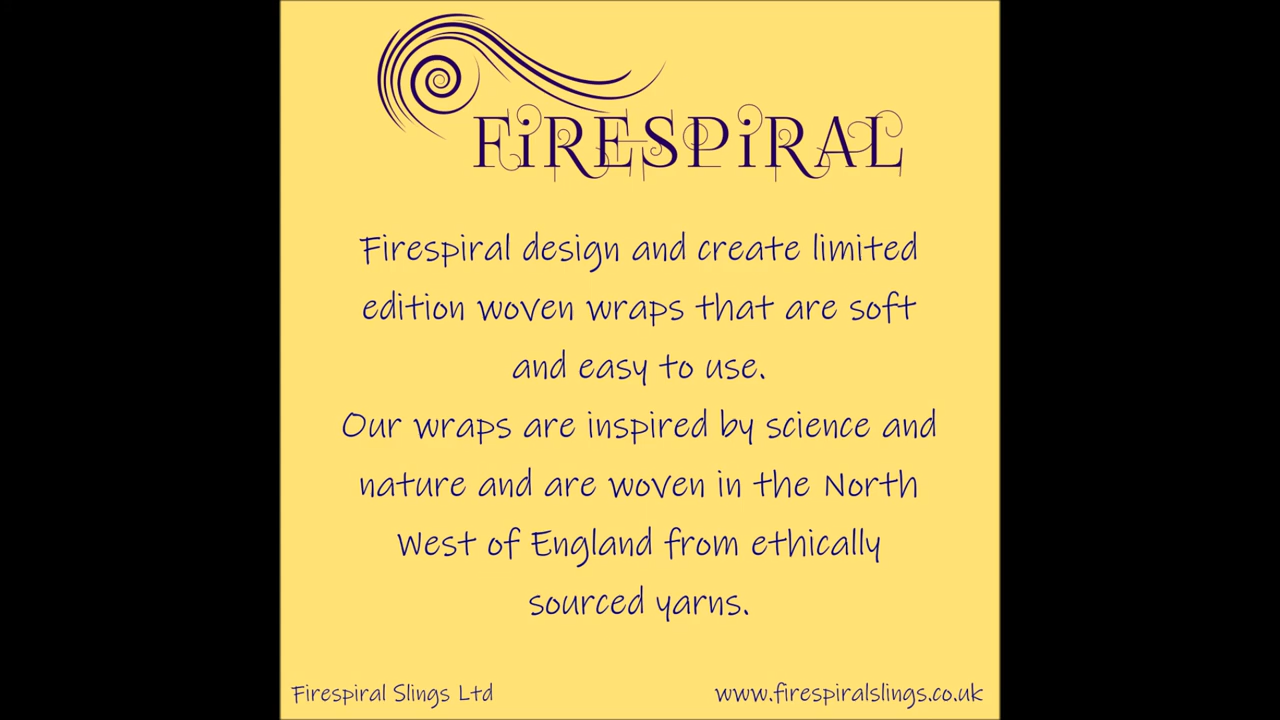 FiRESPiRAL
Firespiral design and create limited
edition woven wraps that are soft
and easy to use.
Our wraps are inspired by science and
nature and are woven in the North
West of England from ethically
sourced yarns.
Firespiral Slings Ltd
www.firespiralslings.co.uk